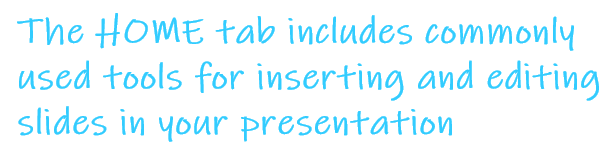 The HOME tab includes commonly
used tools for inserting and editing
slides in your presentation